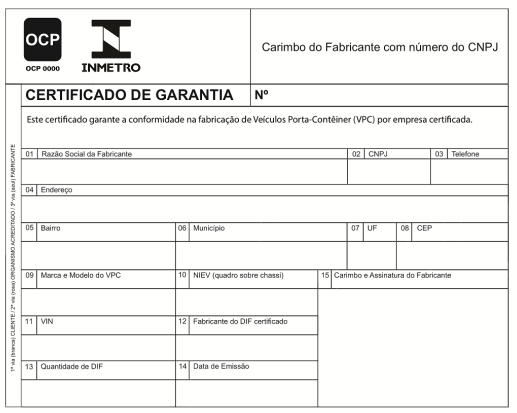 OCP
OCP 0000
INMETRO
Carimbo do Fabricante com número do CNPJ
CERTIFICADO DE GARANTIA Nº
Este certificado garante a conformidade na fabricação de Veículos Porta-Contêiner (VPC) por empresa certificada.
01 Razão Social da Fabricante 02 CNPJ 03 Telefone
04 Endereço
05 Bairro 06 Município 07 UF 08 CEP
09 Marca e Modelo do VPC 10 NIEV (quadro sobre chassi) 15 Carimbo e Assinatura do Fabricante
11 VIN 12 Fabricante do DIF certificado
13 Quantidade de DIF 14 Data de Emissão
1ª via (branca) CLIENTE / 2ª via (rosa) ORGANISMO ACREDITADO / 3ª via (azul) FABRICANTE